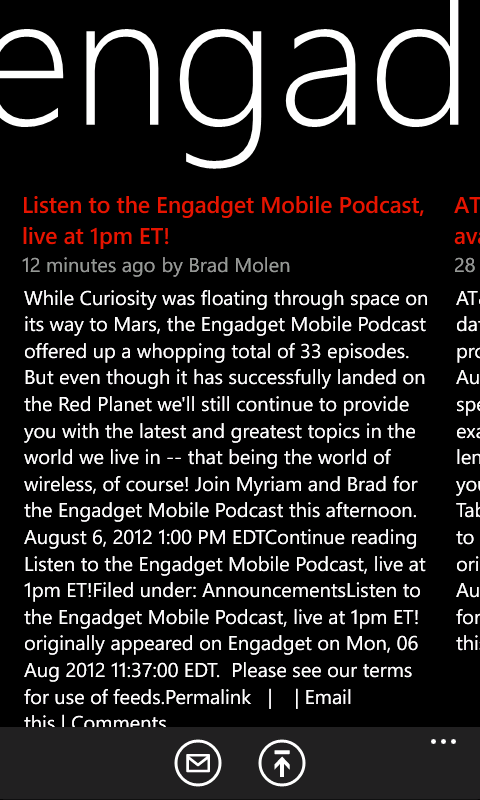 engad
Listen to the Engadget Mobile Podcast,
live at 1pm ET!
12 minutes ago by Brad Molen
While Curiosity was floating through space on
its way to Mars, the Engadget Mobile Podcast
offered up a whopping total of 33 episodes.
But even though it has successfully landed on
the Red Planet we'll still continue to provide
you with the latest and greatest topics in the
world we live in -- that being the world of
wireless, of course! Join Myriam and Brad for
the Engadget Mobile Podcast this afternoon.
August 6, 2012 1:00 PM EDTContinue reading
Listen to the Engadget Mobile Podcast, live at
1pm ET!Filed under: AnnouncementsListen to
the Engadget Mobile Podcast, live at 1pm ET!
originally appeared on Engadget on Mon, 06
Aug 2012 11:37:00 EDT.  Please see our terms
for use of feeds.Permalink   |    | Email
this | Comments
AT
ava
28
AT&
dat
pro
Au
spe
exa
len
you
Tab
to
ori
Au
for
this